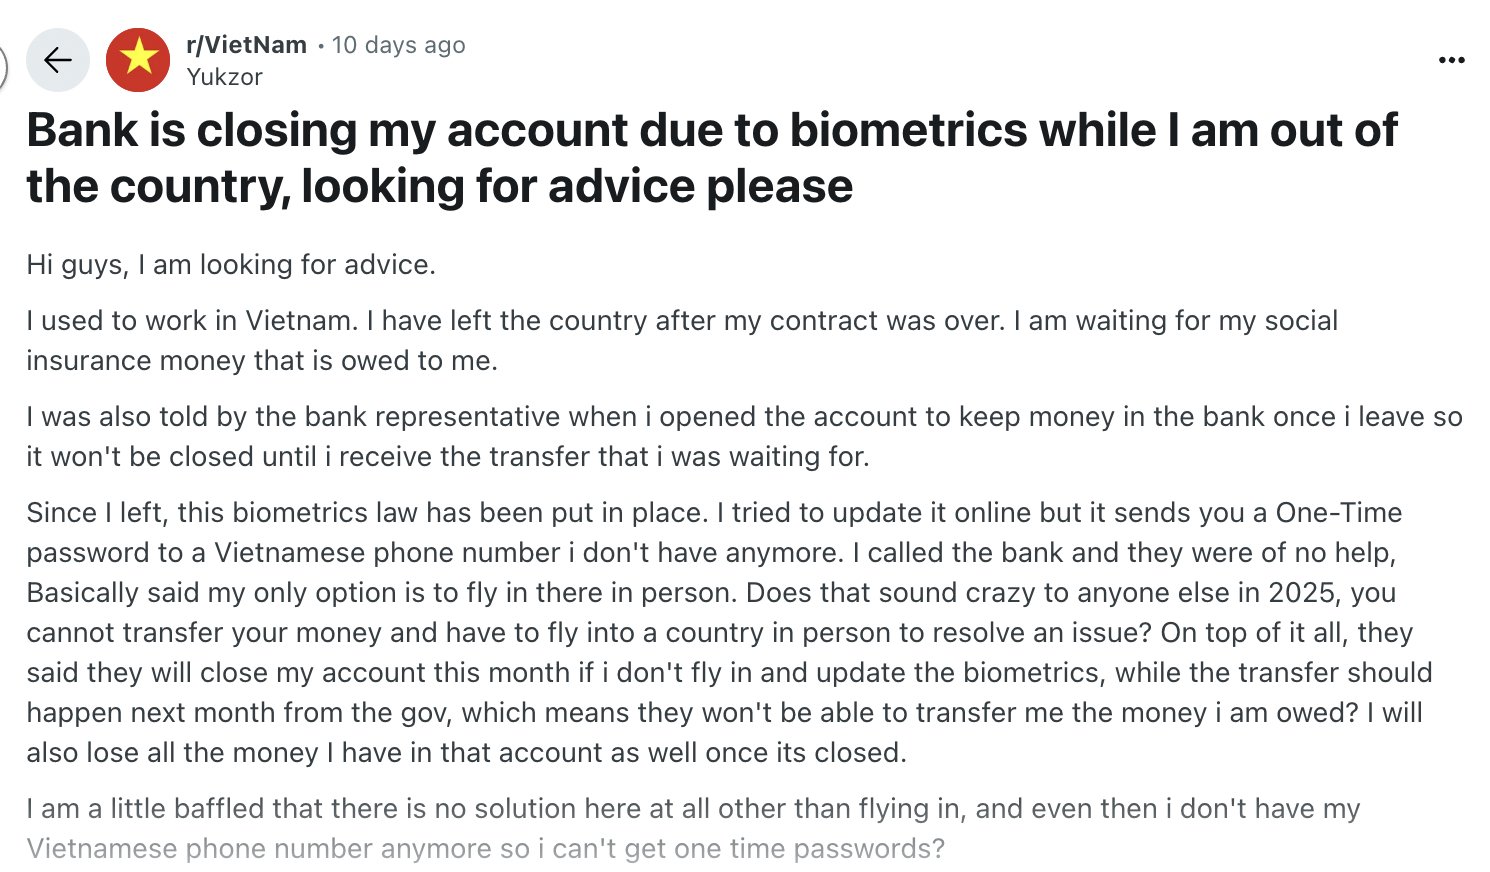 r/VietNam • 10 days ago
Yukzor
Bank is closing my account due to biometrics while I am out of
the country, looking for advice please
Hi guys, I am looking for advice.
I used to work in Vietnam. I have left the country after my contract was over. I am waiting for my social
insurance money that is owed to me.
I was also told by the bank representative when i opened the account to keep money in the bank once i leave so
it won't be closed until i receive the transfer that i was waiting for.
Since I left, this biometrics law has been put in place. I tried to update it online but it sends you a One-Time
password to a Vietnamese phone number i don't have anymore. I called the bank and they were of no help,
Basically said my only option is to fly in there in person. Does that sound crazy to anyone else in 2025, you
cannot transfer your money and have to fly into a country in person to resolve an issue? On top of it all, they
said they will close my account this month if i don't fly in and update the biometrics, while the transfer should
happen next month from the gov, which means they won't be able to transfer me the money i am owed? I will
also lose all the money I have in that account as well once its closed.
I am a little baffled that there is no solution here at all other than flying in, and even then i don't have my
Vietnamese phone number anymore so i can't get one time passwords?